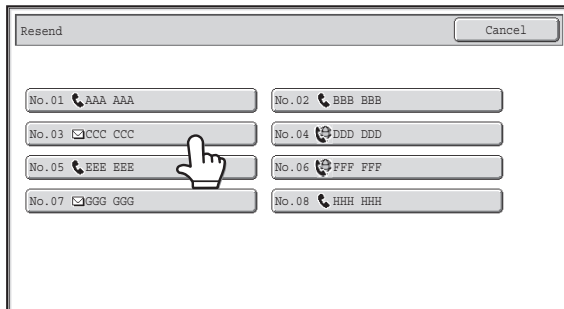 Resend
Cancel
No.01 AAA AAA
No.02 BBB BBB
No.03 CCC CCC
No.04 DDD DDD
No.05 EEE EEE
No.06 FFF FFF
No.07 GGG GGG
No.08 HHH HHH